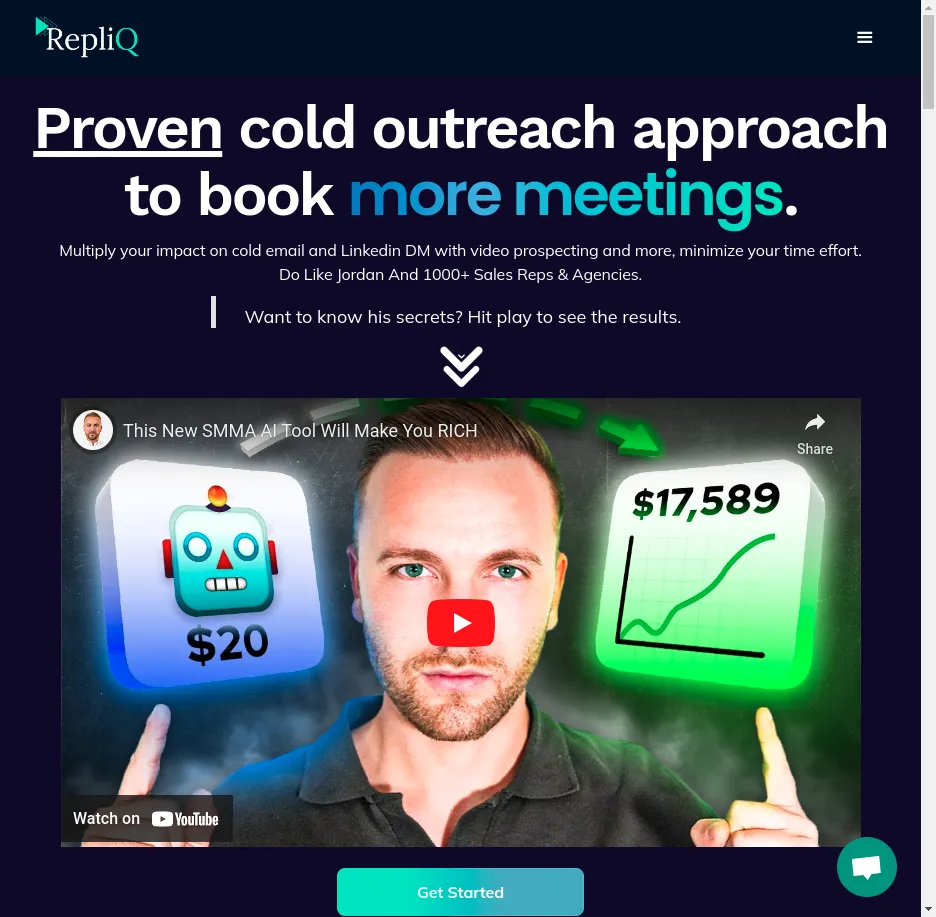 RepliQ
Proven cold outreach approach
to book more meetings.
Multiply your impact on cold email and Linkedin DM with video prospecting and more, minimize your time effort.
Do Like Jordan And 1000+ Sales Reps & Agencies.
Want to know his secrets? Hit play to see the results.
This New SMMA AI Tool Will Make You RICH
Share
$17,589
$20
Watch on YouTube
Get Started